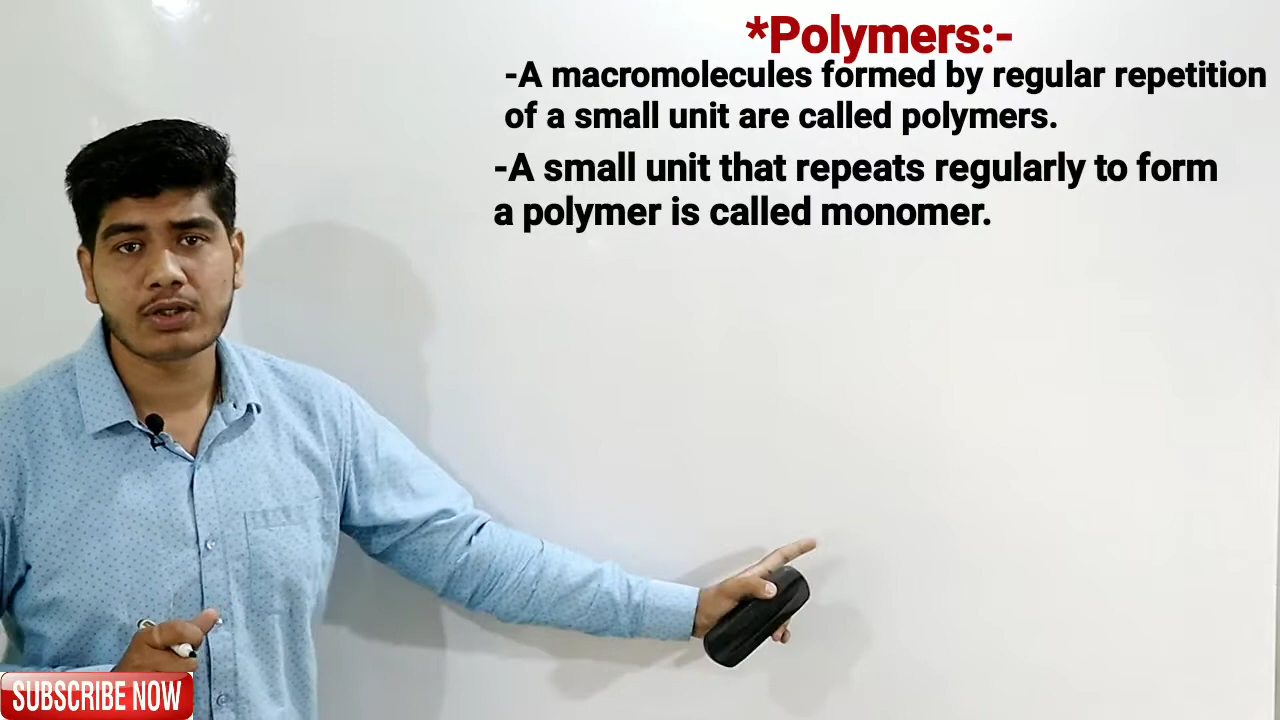 *Polymers:-
-A macromolecules formed by regular repetition
of a small unit are called polymers.
-A small unit that repeats regularly to form
a polymer is called monomer.
SUBSCRIBE NOW